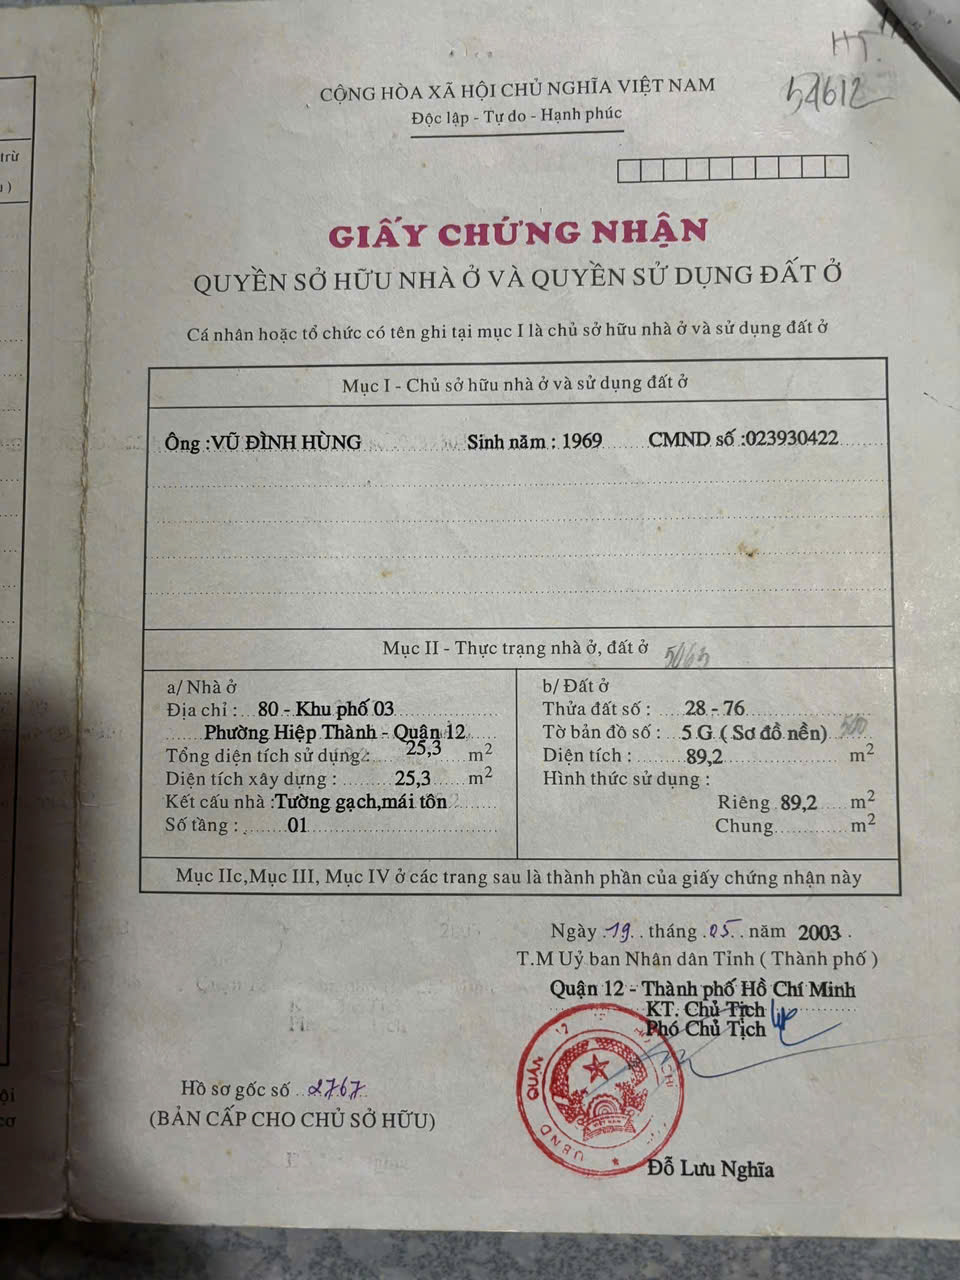 HT.
54612
CỘNG HÒA XÃ HỘI CHỦ NGHĨA VIỆT NAM
Độc lập - Tự do - Hạnh phúc
GIẤY CHỨNG NHẬN
QUYỀN SỞ HỮU NHÀ Ở VÀ QUYỀN SỬ DỤNG ĐẤT Ở
Cá nhân hoặc tổ chức có tên ghi tại mục I là chủ sở hữu nhà ở và sử dụng đất ở
Mục I - Chủ sở hữu nhà ở và sử dụng đất ở
Ông :VŨ ĐÌNH HÙNG Sinh năm : 1969 CMND số :023930422
Mục II - Thực trạng nhà ở, đất ở
a/ Nhà ở
Địa chỉ : 80 - Khu phố 03
Phường Hiệp Thành - Quận 12
Tổng diện tích sử dụng: 25,3 m2
Diện tích xây dựng : 25,3 m2
Kết cấu nhà :Tường gạch,mái tôn
Số tầng : 01
b/ Đất ở
Thửa đất số : 28 - 76
Tờ bản đồ số : 5 G ( Sơ đồ nền)
Diện tích : 89,2 m2
Hình thức sử dụng :
Riêng 89,2 m2
Chung m2
Mục IIc,Mục III, Mục IV ở các trang sau là thành phần của giấy chứng nhận này
Ngày 19 tháng 05 năm 2003 .
T.M Uỷ ban Nhân dân Tỉnh ( Thành phố )
Quận 12 - Thành phố Hồ Chí Minh
KT. Chủ Tịch
Phó Chủ Tịch
UBND QUẬN 12
Hồ sơ gốc số 2767
(BẢN CẤP CHO CHỦ SỞ HỮU)
Đỗ Lưu Nghĩa
trừ